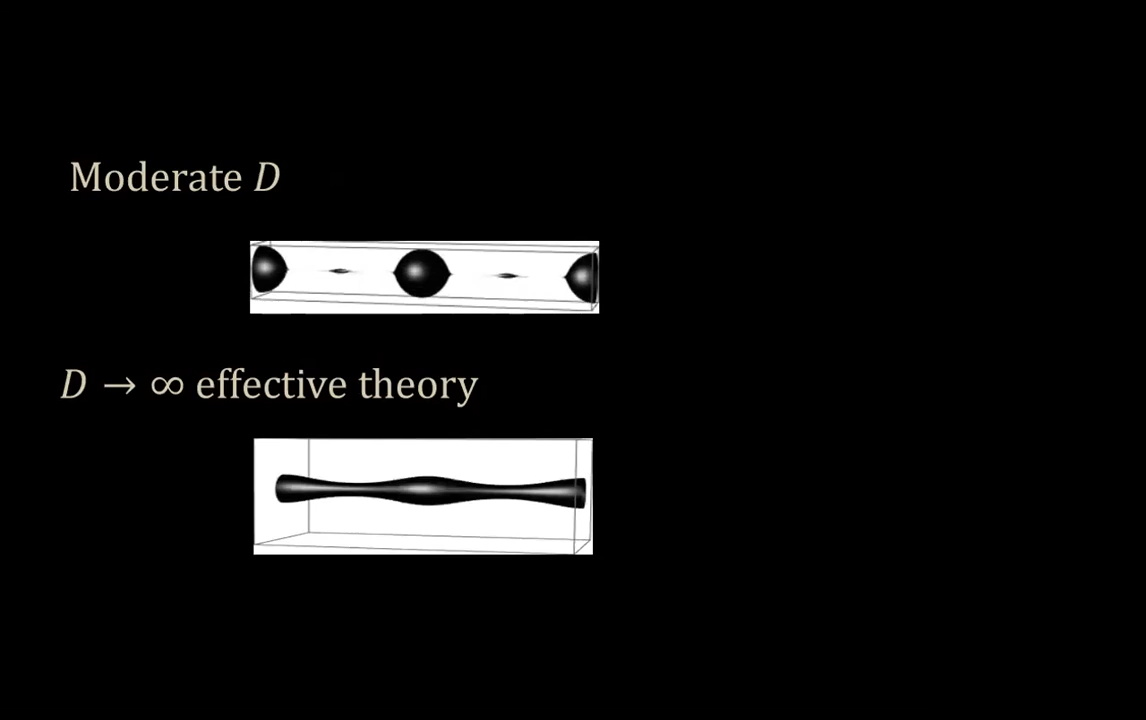 Moderate D
D → ∞ effective theory